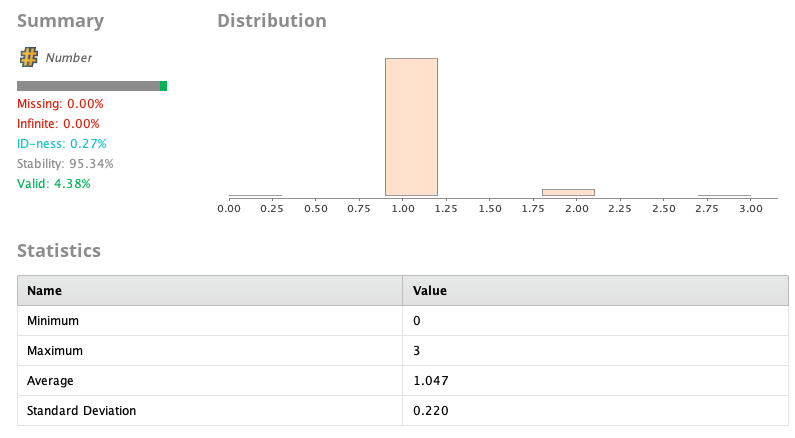 Summary
Distribution
# Number
Missing: 0.00%
Infinite: 0.00%
ID-ness: 0.27%
Stability: 95.34%
Valid: 4.38%
0.00 0.25 0.50 0.75 1.00 1.25 1.50 1.75 2.00 2.25 2.50 2.75 3.00
Statistics
Name Value
Minimum 0
Maximum 3
Average 1.047
Standard Deviation 0.220